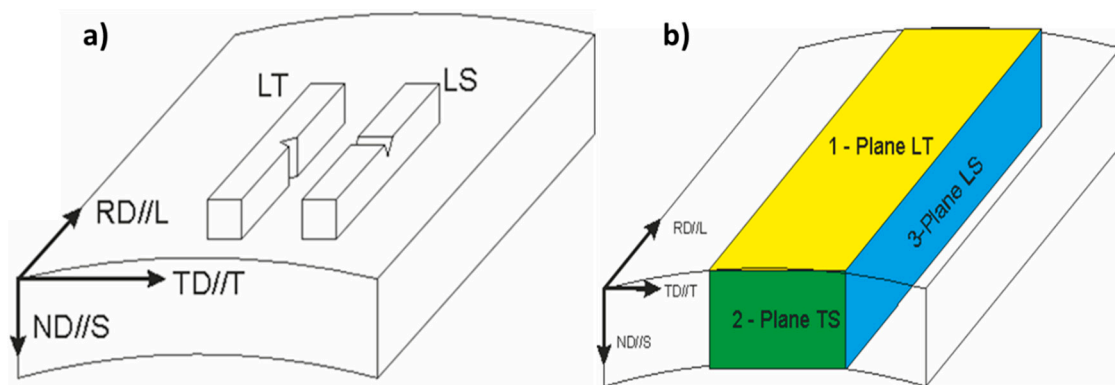 a)
LT
LS
RD//L
TD//T
ND//S
b)
1 - Plane LT
3-Plane LS
RD//L
TD//T
2 - Plane TS
ND//S